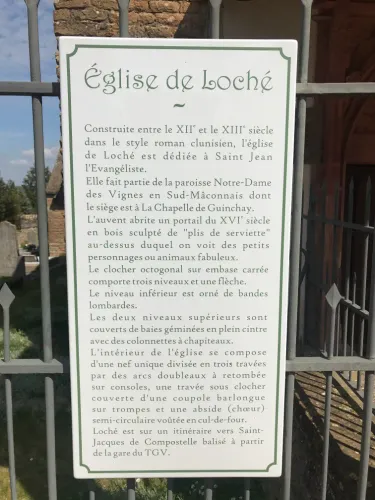 Église de Loché
~
Construite entre le XIIe et le XIIIe siècle
dans le style roman clunisien, l'église
de Loché est dédiée à Saint Jean
l'Evangéliste.
Elle fait partie de la paroisse Notre-Dame
des Vignes en Sud-Mâconnais dont
le siège est à La Chapelle de Guinchay.
L'auvent abrite un portail du XVIe siècle
en bois sculpté de "plis de serviette"
au-dessus duquel on voit des petits
personnages ou animaux fabuleux.
Le clocher octogonal sur embase carrée
comporte trois niveaux et une flèche.
Le niveau inférieur est orné de bandes
lombardes.
Les deux niveaux supérieurs sont
couverts de baies géminées en plein cintre
avec des colonnettes à chapiteaux.
L'intérieur de l'église se compose
d'une nef unique divisée en trois travées
par des arcs doubleaux à retombée
sur consoles, une travée sous clocher
couverte d'une coupole barlongue
sur trompes et une abside (chœur)
semi-circulaire voûtée en cul-de-four.
Loché est sur un itinéraire vers Saint-
Jacques de Compostelle balisé à partir
de la gare du TGV.